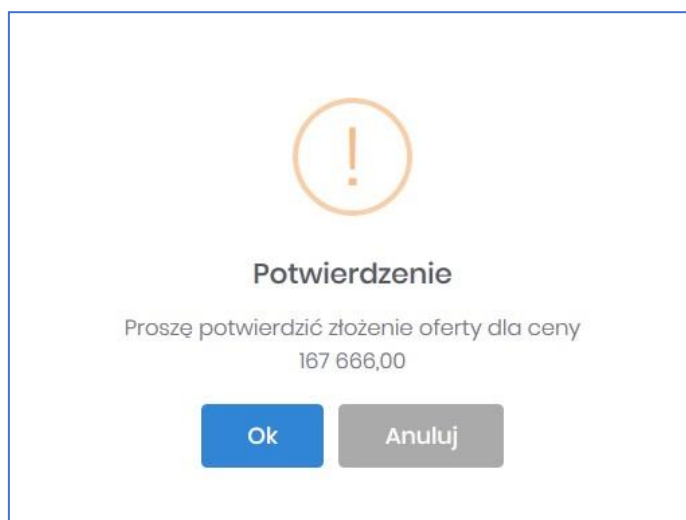 !
Potwierdzenie
Proszę potwierdzić złożenie oferty dla ceny
167 666,00
Ok
Anuluj